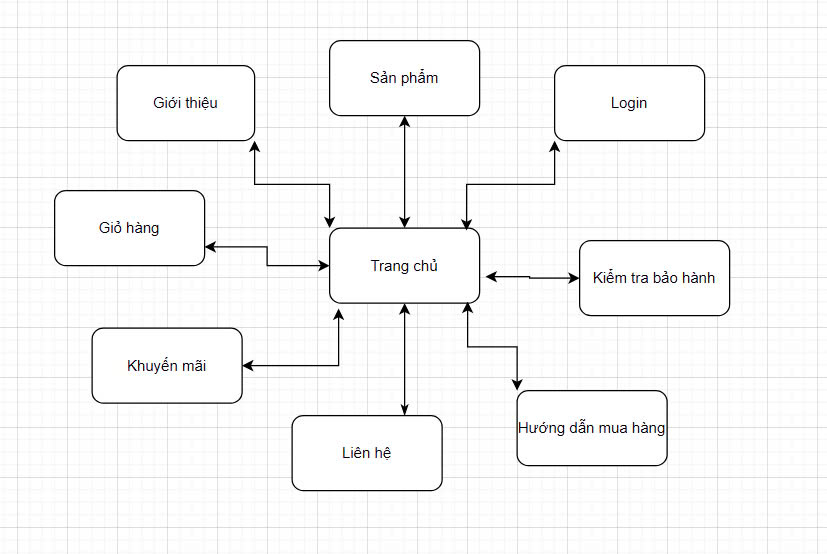 Sản phẩm
Giới thiệu
Login
Giỏ hàng
Trang chủ
Kiểm tra bảo hành
Khuyến mãi
Hướng dẫn mua hàng
Liên hệ